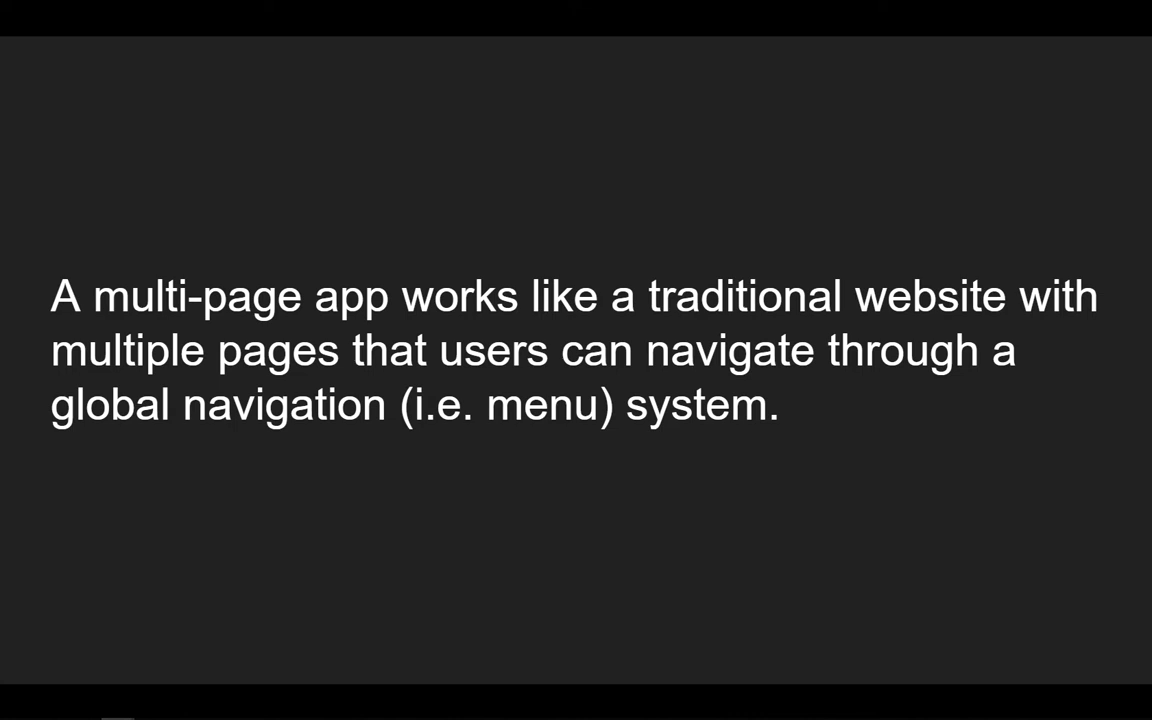 A multi-page app works like a traditional website with
multiple pages that users can navigate through a
global navigation (i.e. menu) system.